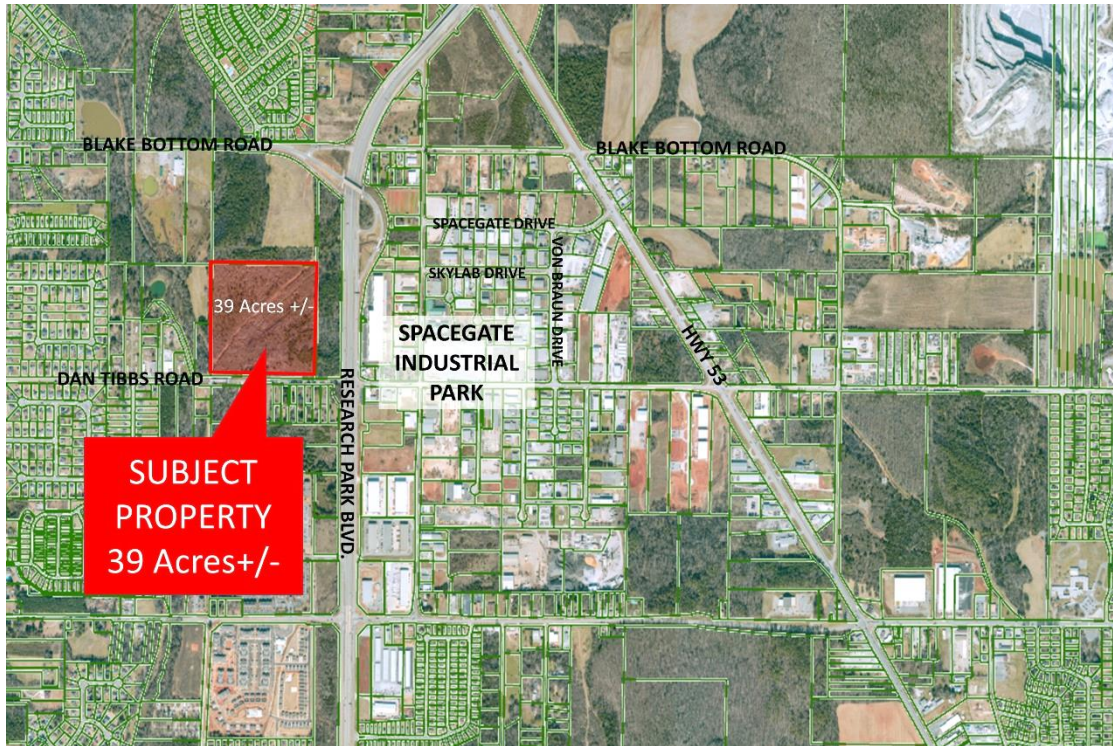 BLAKE BOTTOM ROAD
BLAKE BOTTOM ROAD
SPACEGATE DRIVE
VON BRAUN DRIVE
SKYLAB DRIVE
39 Acres +/-
SPACEGATE
INDUSTRIAL
PARK
HWY 53
DAN TIBBS ROAD
RESEARCH PARK BLVD.
SUBJECT
PROPERTY
39 Acres+/-